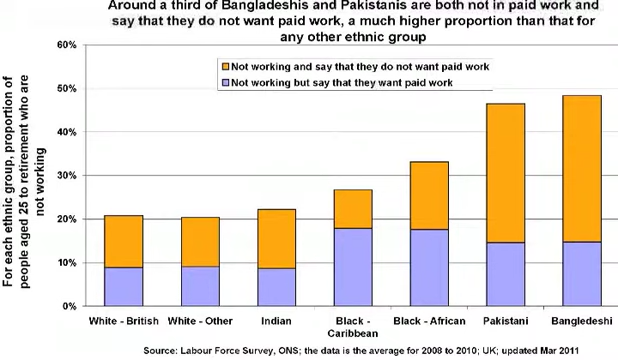 Around a third of Bangladeshis and Pakistanis are both not in paid work and
say that they do not want paid work, a much higher proportion than that for
any other ethnic group
For each ethnic group, proportion of
people aged 25 to retirement who are
not working
60%
50%
40%
30%
20%
10%
0%
Not working and say that they do not want paid work
Not working but say that they want paid work
White - British
White - Other
Indian
Black -
Caribbean
Black - African
Pakistani
Bangledeshi
Source: Labour Force Survey, ONS; the data is the average for 2008 to 2010; UK; updated Mar 2011